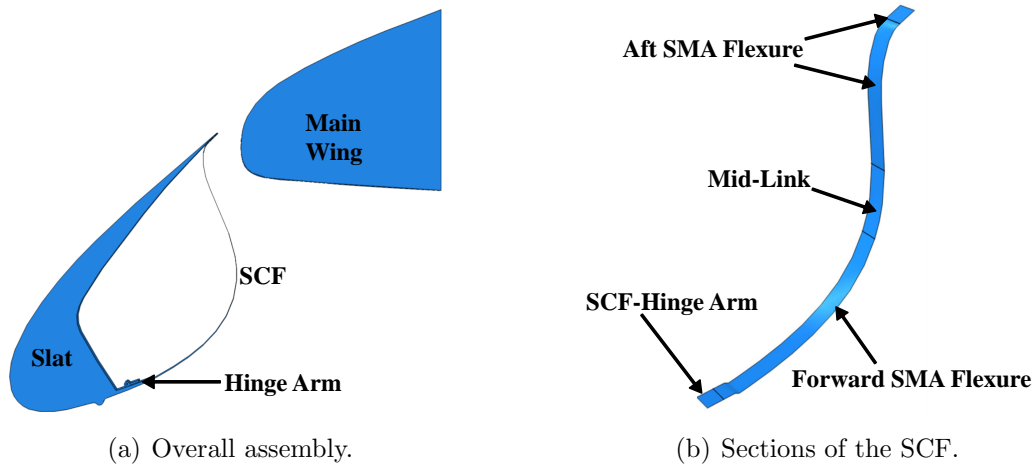 Main
Wing
SCF
Slat
Hinge Arm
(a) Overall assembly.
Aft SMA Flexure
Mid-Link
SCF-Hinge Arm
Forward SMA Flexure
(b) Sections of the SCF.